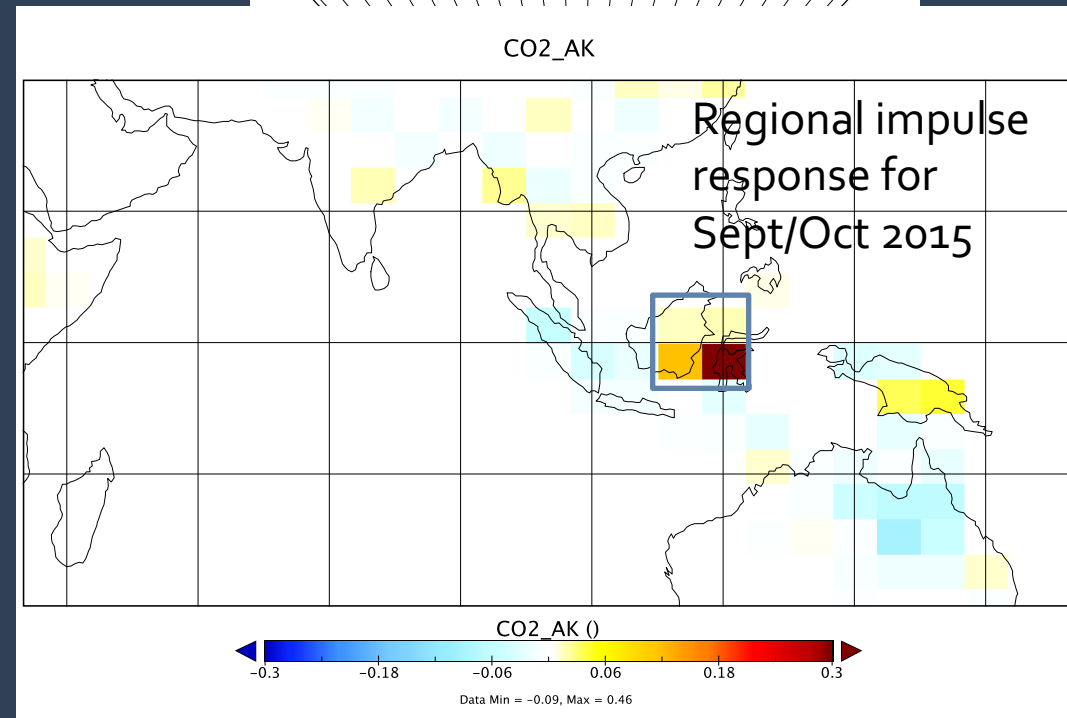 CO2_AK
Regional impulse
response for
Sept/Oct 2015
CO2_AK ()
−0.3 −0.18 −0.06 0.06 0.18 0.3
Data Min = −0.09, Max = 0.46